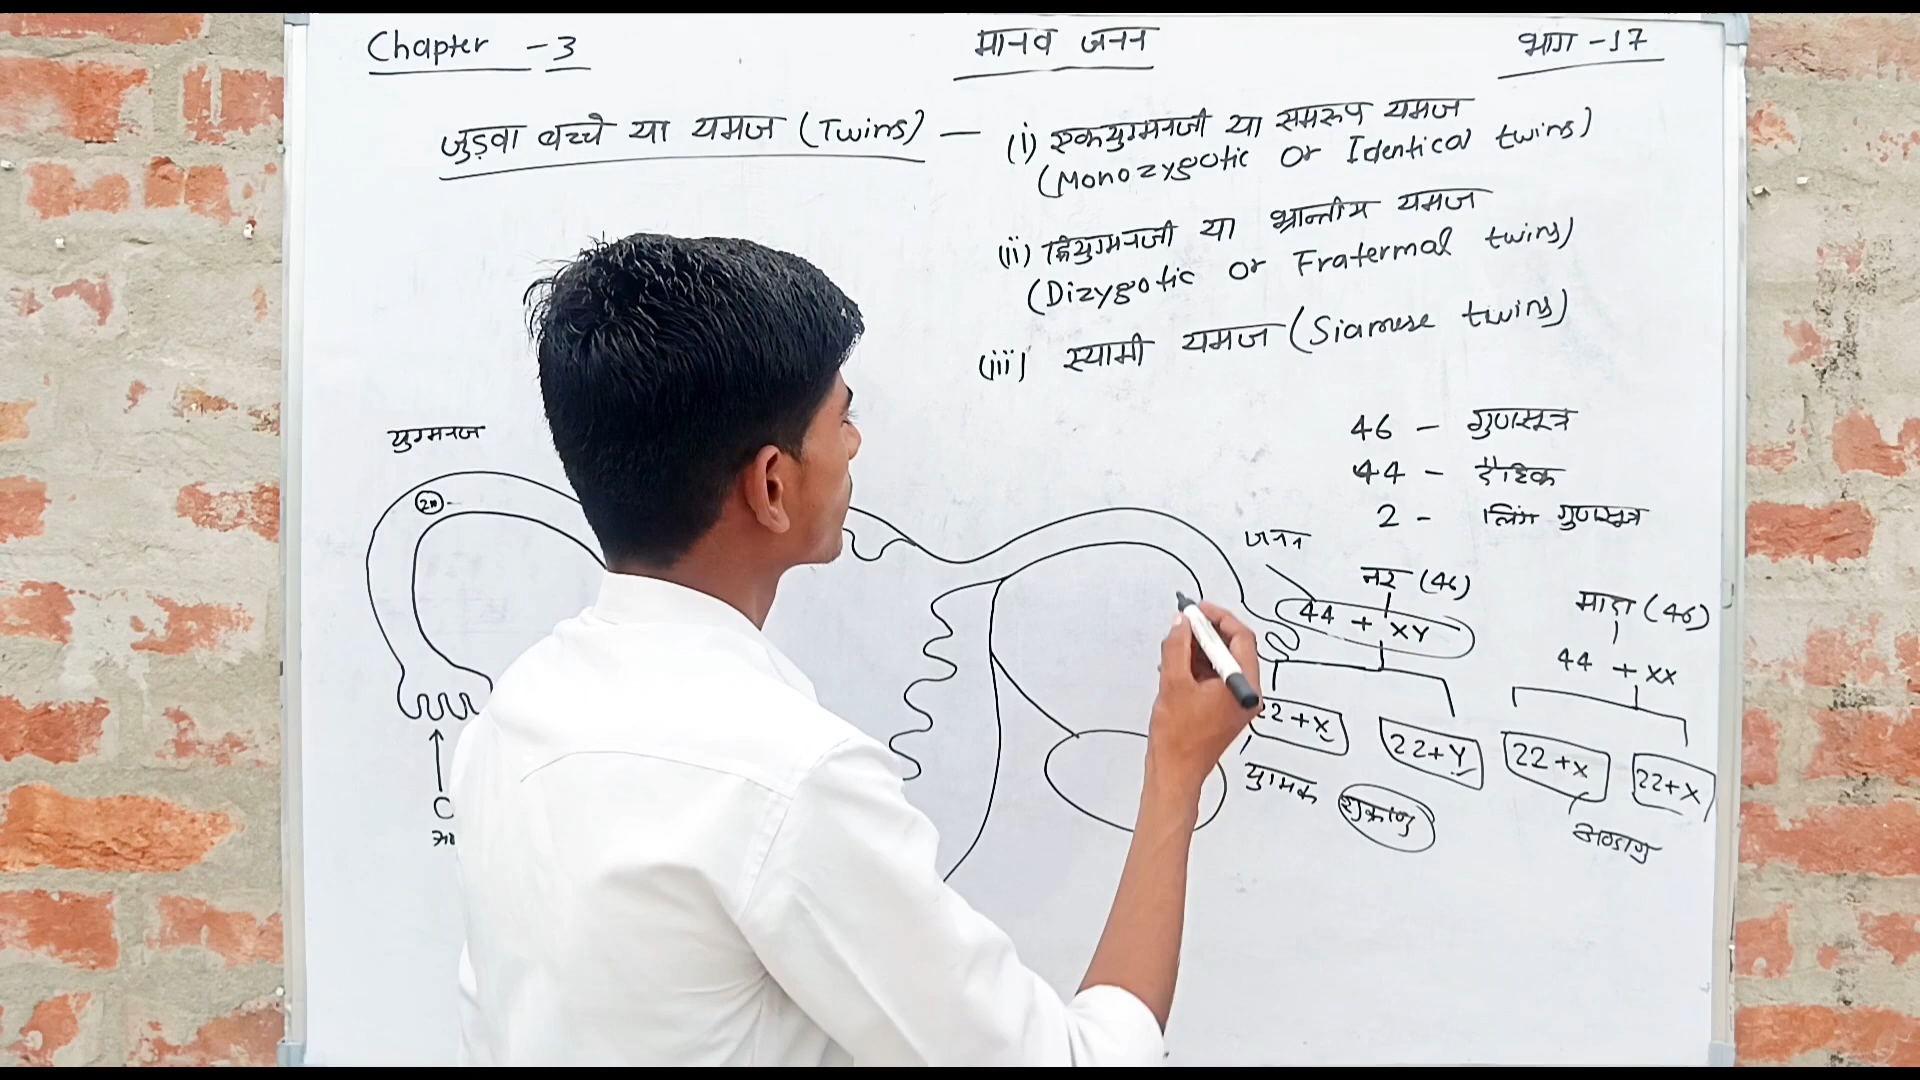 Chapter - 3
मानव जनन
भाग - 17
जुड़वा बच्चे या यमज (Twins) —
(i) एकयुग्मनजी या समरूप यमज
(Monozygotic or Identical twins)
(ii) द्वियुग्मनजी या भ्रान्तीय यमज
(Dizygotic or Fratermal twins)
(iii) स्यामी यमज (Siamese twins)
46 - गुणसूत्र
44 - दैहिक
2 - लिंग गुणसूत्र
युग्मनज
2n
जनन
नर (46)
44 + XY
22+X
22+Y
युग्मक
शुक्राणु
मादा (46)
44 + XX
22+X
22+X
अण्डाणु